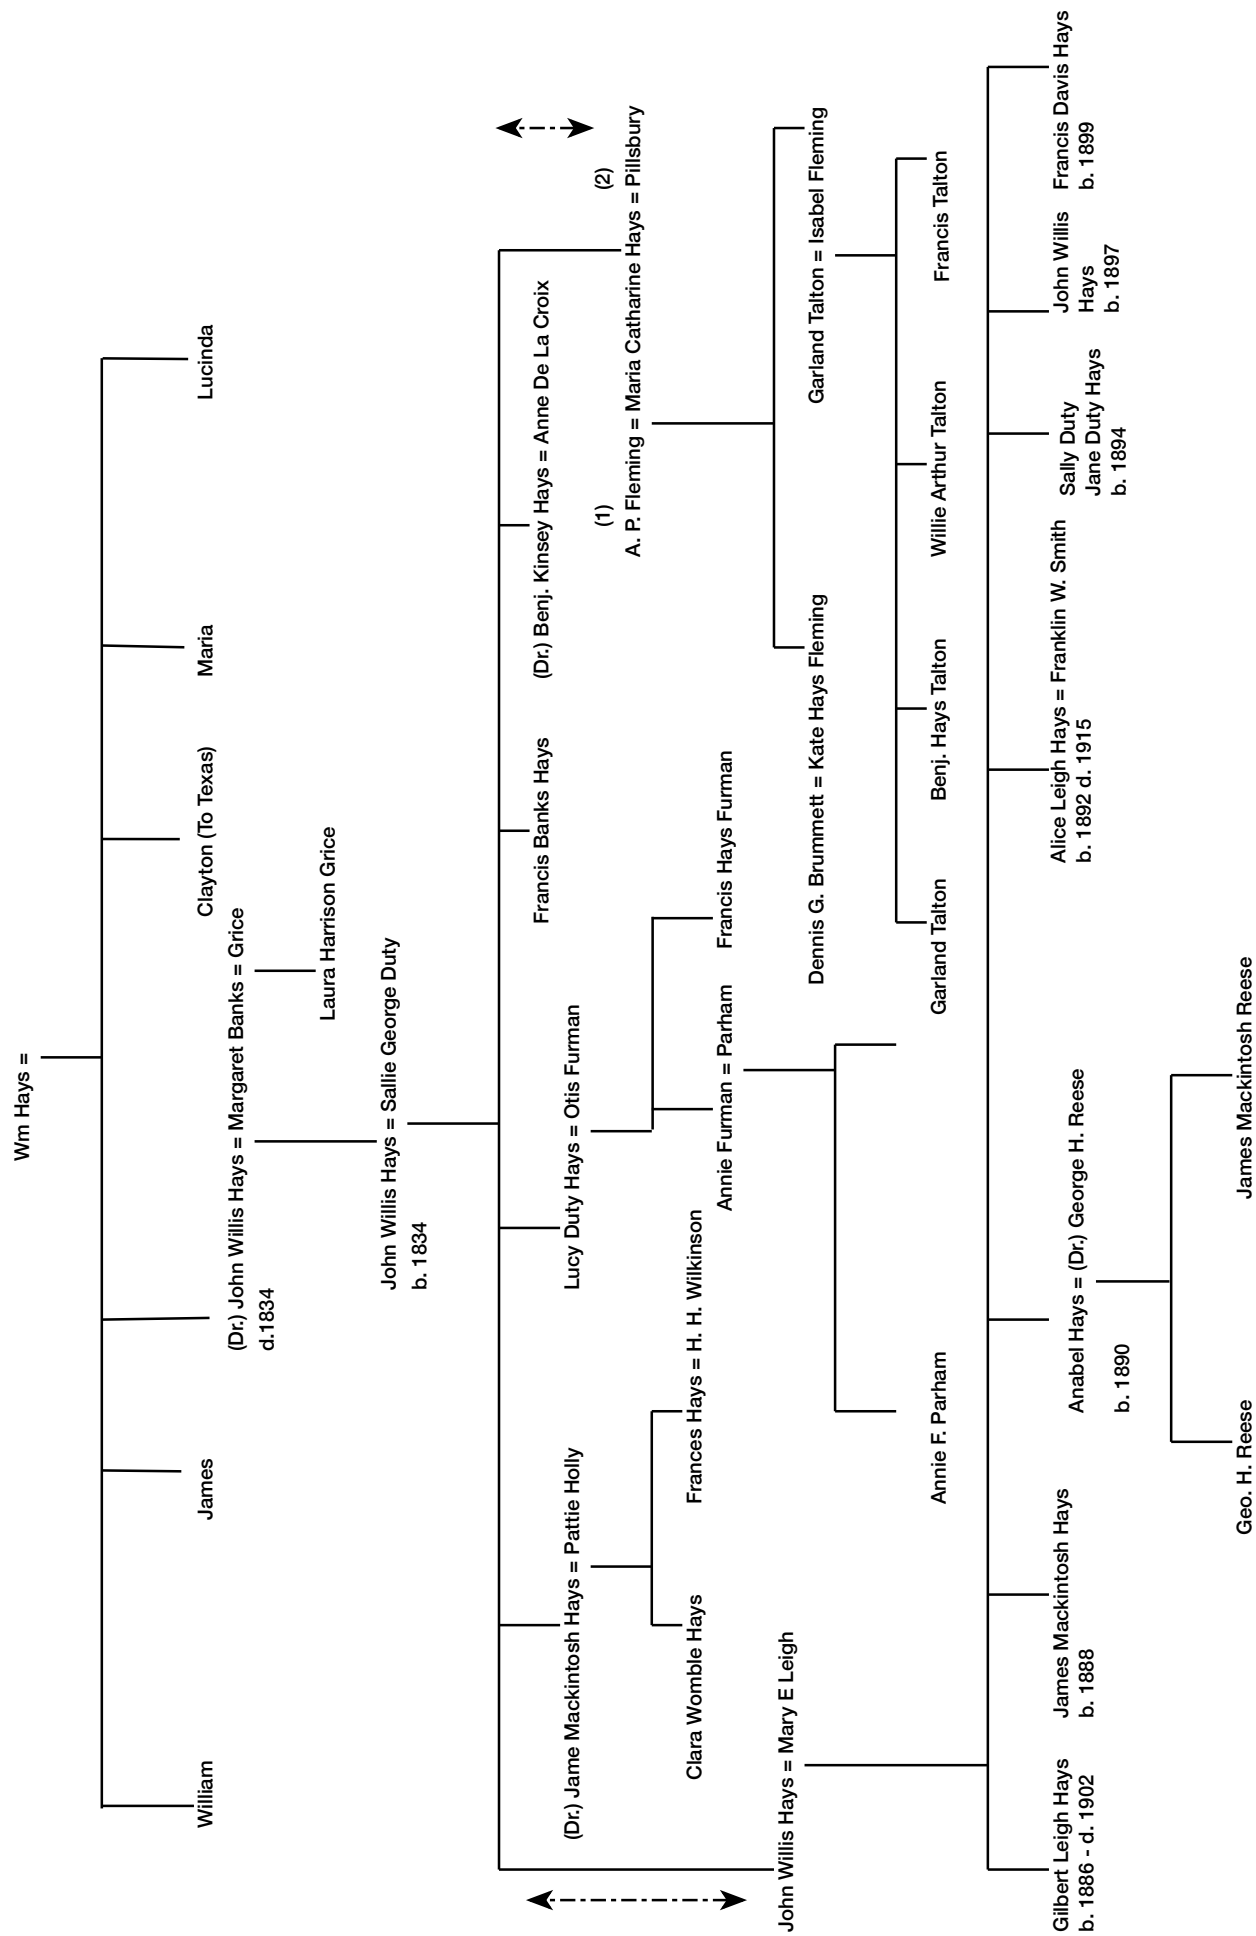 Wm Hays =
William
James
(Dr.) John Willis Hays = Margaret Banks = Grice
d.1834
Clayton (To Texas)
Maria
Lucinda
Laura Harrison Grice
John Willis Hays = Sallie George Duty
b. 1834
John Willis Hays = Mary E Leigh
(Dr.) Jame Mackintosh Hays = Pattie Holly
Lucy Duty Hays = Otis Furman
Francis Banks Hays
(Dr.) Benj. Kinsey Hays = Anne De La Croix
(1)
(2)
A. P. Fleming = Maria Catharine Hays = Pillsbury
Clara Womble Hays
Frances Hays = H. H. Wilkinson
Annie Furman = Parham
Francis Hays Furman
Dennis G. Brummett = Kate Hays Fleming
Garland Talton = Isabel Fleming
Annie F. Parham
Garland Talton
Benj. Hays Talton
Willie Arthur Talton
Francis Talton
Gilbert Leigh Hays
b. 1886 - d. 1902
James Mackintosh Hays
b. 1888
Anabel Hays = (Dr.) George H. Reese
b. 1890
Alice Leigh Hays = Franklin W. Smith
b. 1892 d. 1915
Sally Duty
Jane Duty Hays
b. 1894
John Willis
Hays
b. 1897
Francis Davis Hays
b. 1899
Geo. H. Reese
James Mackintosh Reese